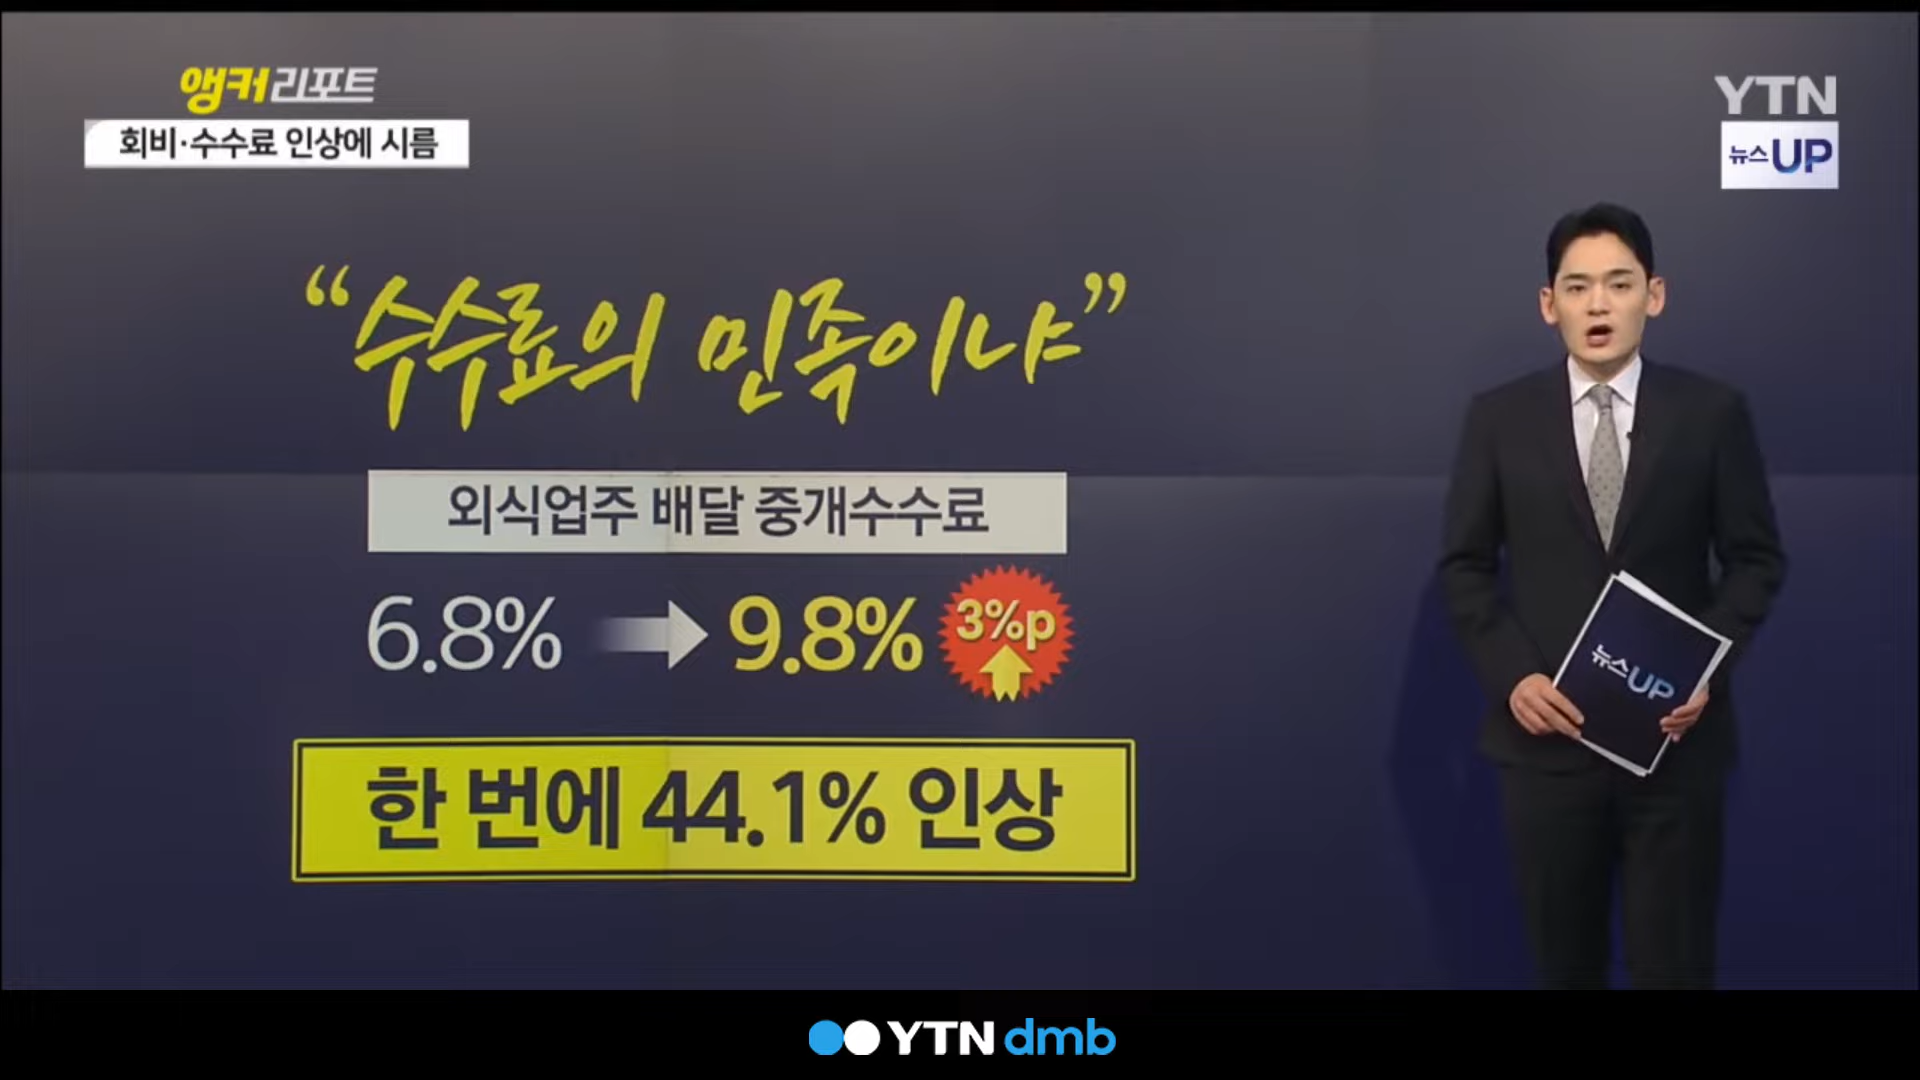 앵커리포트
회비·수수료 인상에 시름
YTN
뉴스UP
“수수료의 민족이냐”
외식업주 배달 중개수수료
6.8% → 9.8% 3%p
한 번에 44.1% 인상
뉴스UP
YTN dmb